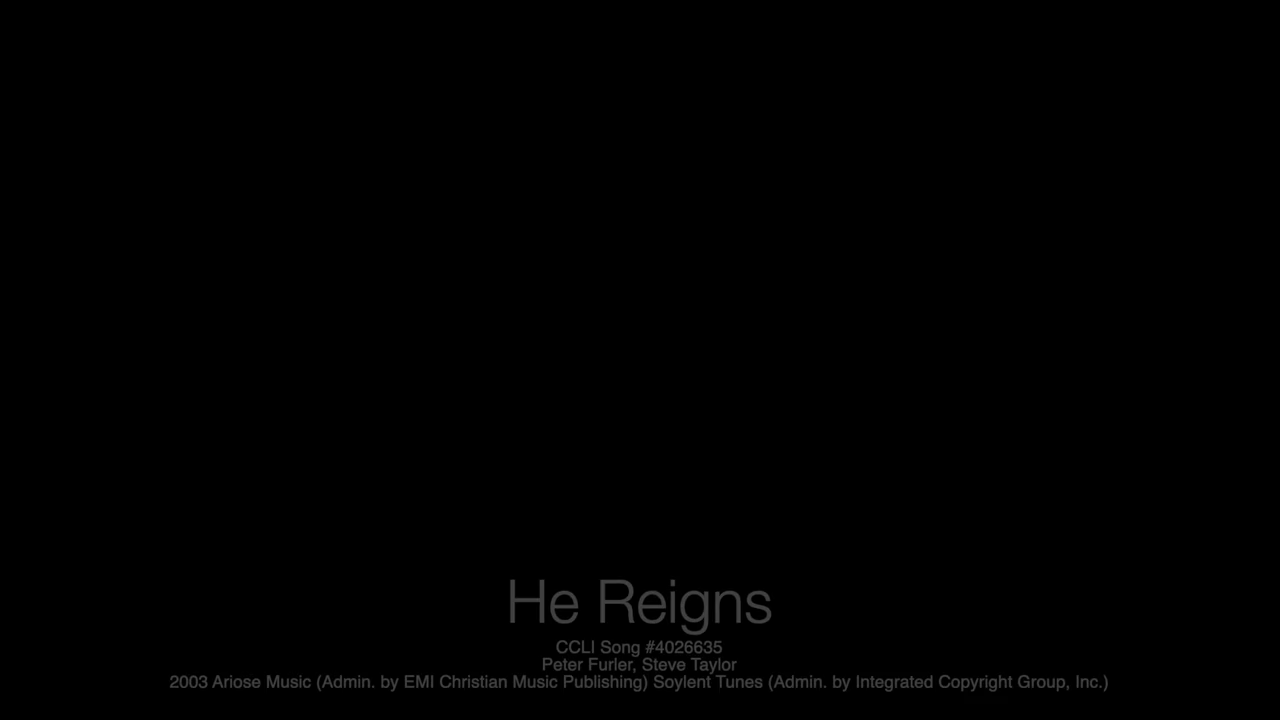 He Reigns
CCLI Song #4026635
Peter Furler, Steve Taylor
2003 Ariose Music (Admin. by EMI Christian Music Publishing) Soylent Tunes (Admin. by Integrated Copyright Group, Inc.)